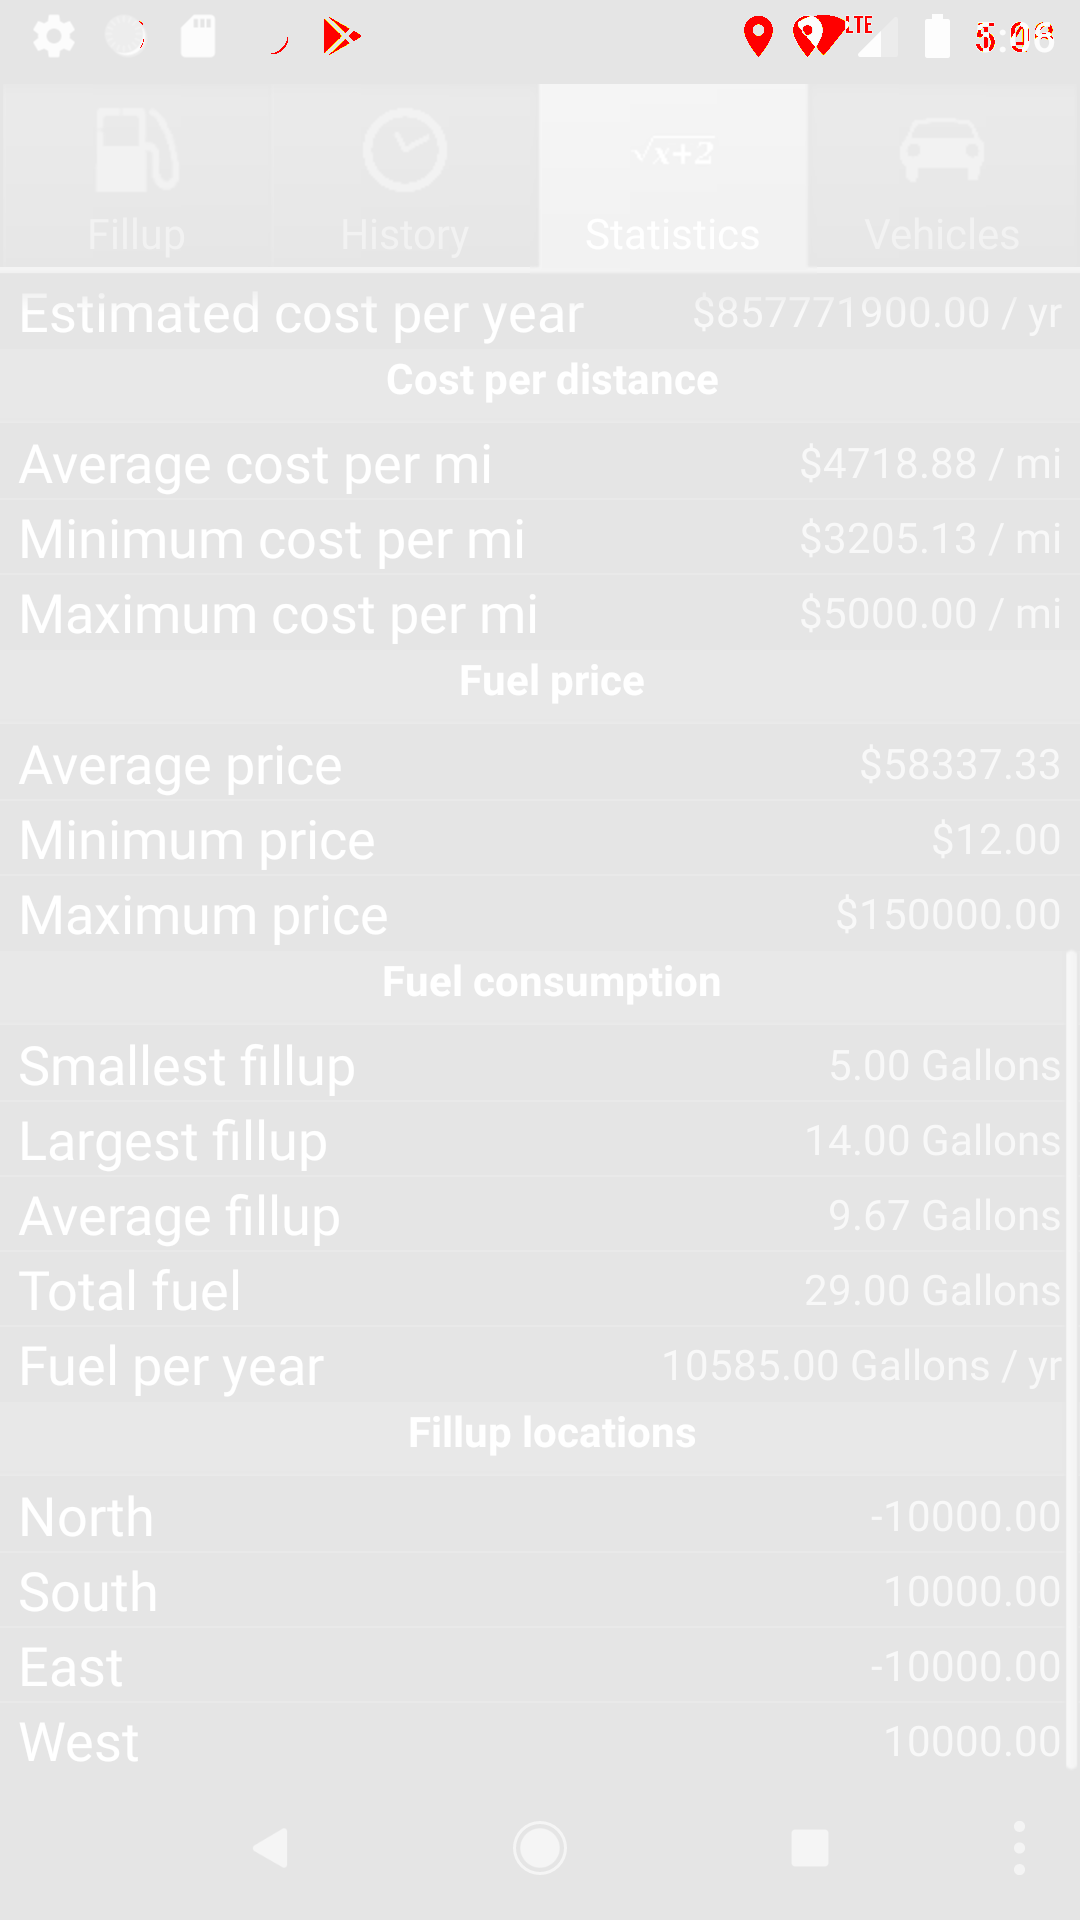 LTE
Fillup
History
√x+2
Statistics
Vehicles
Estimated cost per year $857771900.00 / yr
Cost per distance
Average cost per mi $4718.88 / mi
Minimum cost per mi $3205.13 / mi
Maximum cost per mi $5000.00 / mi
Fuel price
Average price $58337.33
Minimum price $12.00
Maximum price $150000.00
Fuel consumption
Smallest fillup 5.00 Gallons
Largest fillup 14.00 Gallons
Average fillup 9.67 Gallons
Total fuel 29.00 Gallons
Fuel per year 10585.00 Gallons / yr
Fillup locations
North -10000.00
South 10000.00
East -10000.00
West 10000.00